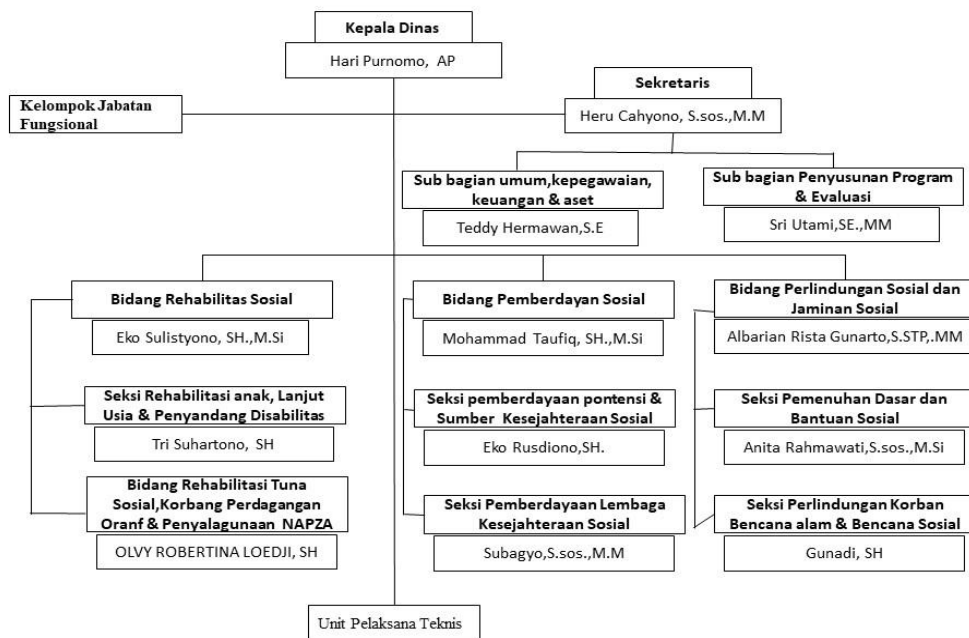 Kepala Dinas
Hari Purnomo, AP
Sekretaris
Heru Cahyono, S.sos.,M.M
Kelompok Jabatan
Fungsional
Sub bagian umum,kepegawaian,
keuangan & aset
Teddy Hermawan,S.E
Sub bagian Penyusunan Program
& Evaluasi
Sri Utami,SE.,MM
Bidang Rehabilitas Sosial
Eko Sulistyono, SH.,M.Si
Seksi Rehabilitasi anak, Lanjut
Usia & Penyandang Disabilitas
Tri Suhartono, SH
Bidang Rehabilitasi Tuna
Sosial,Korbang Perdagangan
Oranf & Penyalagunaan NAPZA
OLVY ROBERTINA LOEDJI, SH
Bidang Pemberdayan Sosial
Mohammad Taufiq, SH.,M.Si
Seksi pemberdayaan pontensi &
Sumber Kesejahteraan Sosial
Eko Rusdiono,SH.
Seksi Pemberdayaan Lembaga
Kesejahteraan Sosial
Subagyo,S.sos.,M.M
Bidang Perlindungan Sosial dan
Jaminan Sosial
Albarian Rista Gunarto,S.STP,.MM
Seksi Pemenuhan Dasar dan
Bantuan Sosial
Anita Rahmawati,S.sos.,M.Si
Seksi Perlindungan Korban
Bencana alam & Bencana Sosial
Gunadi, SH
Unit Pelaksana Teknis